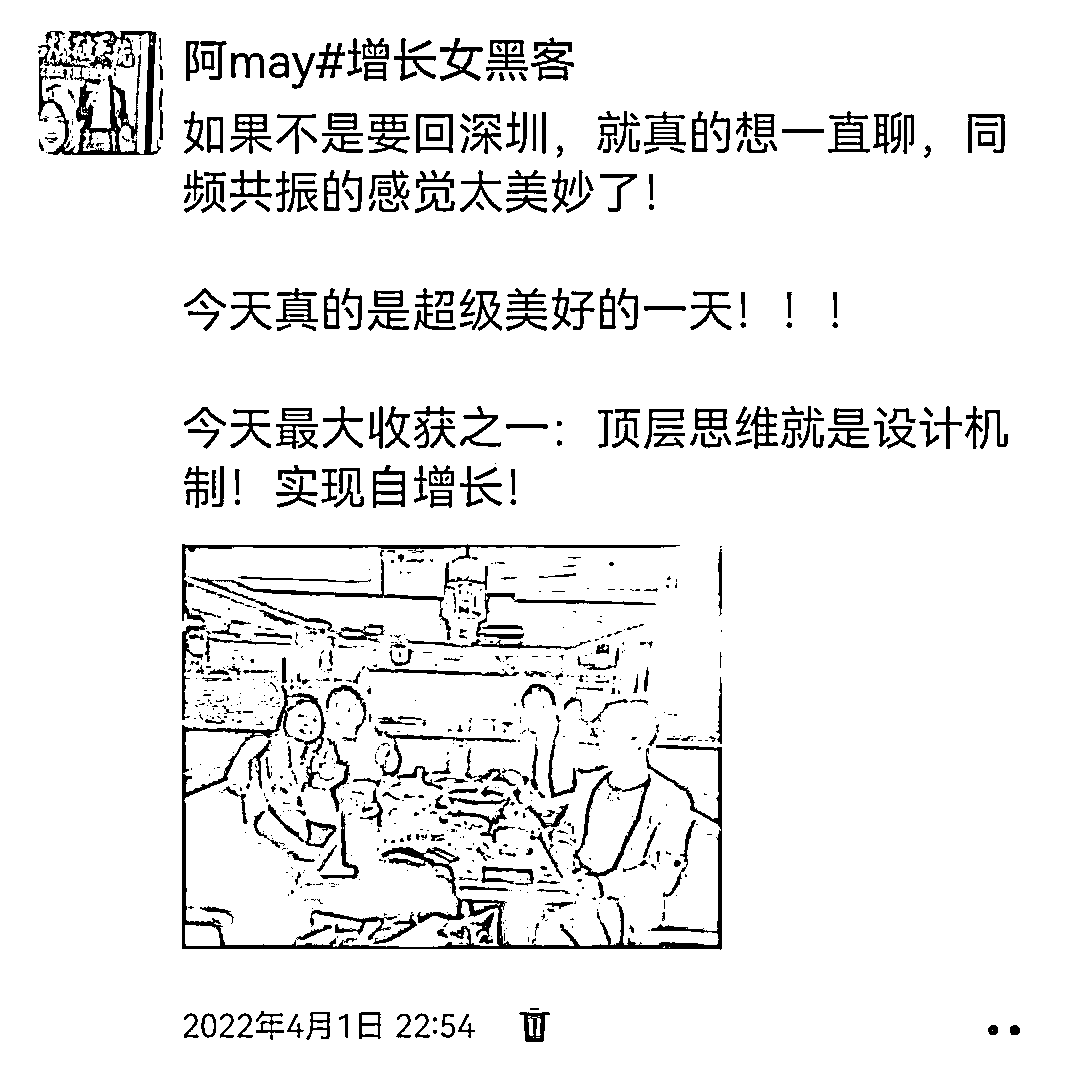 阿may#增长女黑客
如果不是要回深圳，就真的想一直聊，同
频共振的感觉太美妙了！
今天真的是超级美好的一天！！！
今天最大收获之一：顶层思维就是设计机
制！实现自增长！
2022年4月1日 22:54